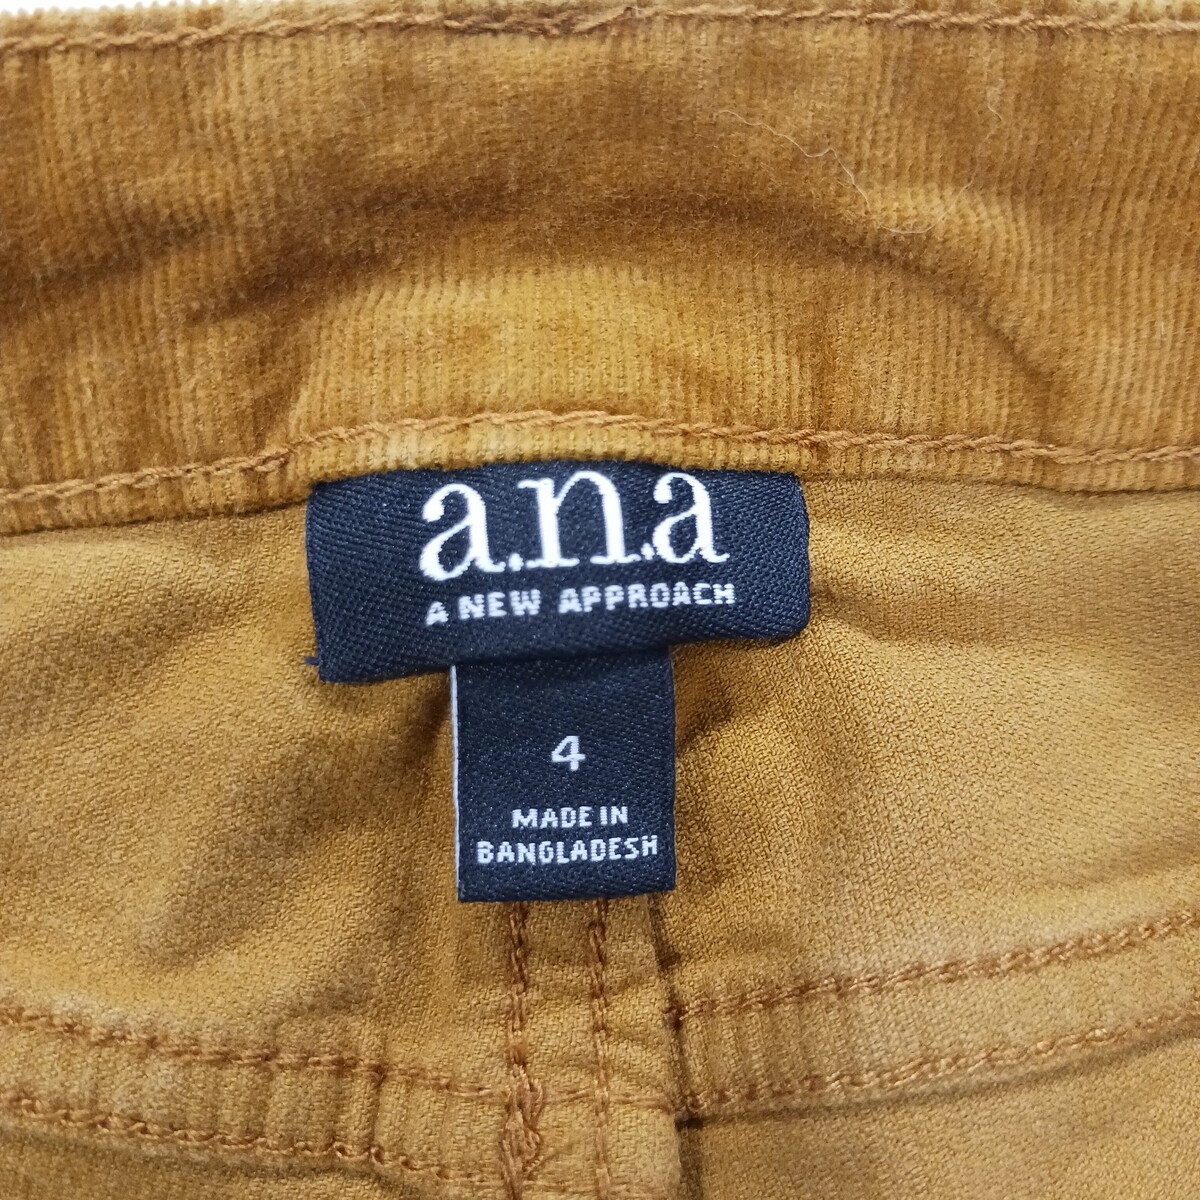 a.n.a
A NEW APPROACH
4
MADE IN
BANGLADESH